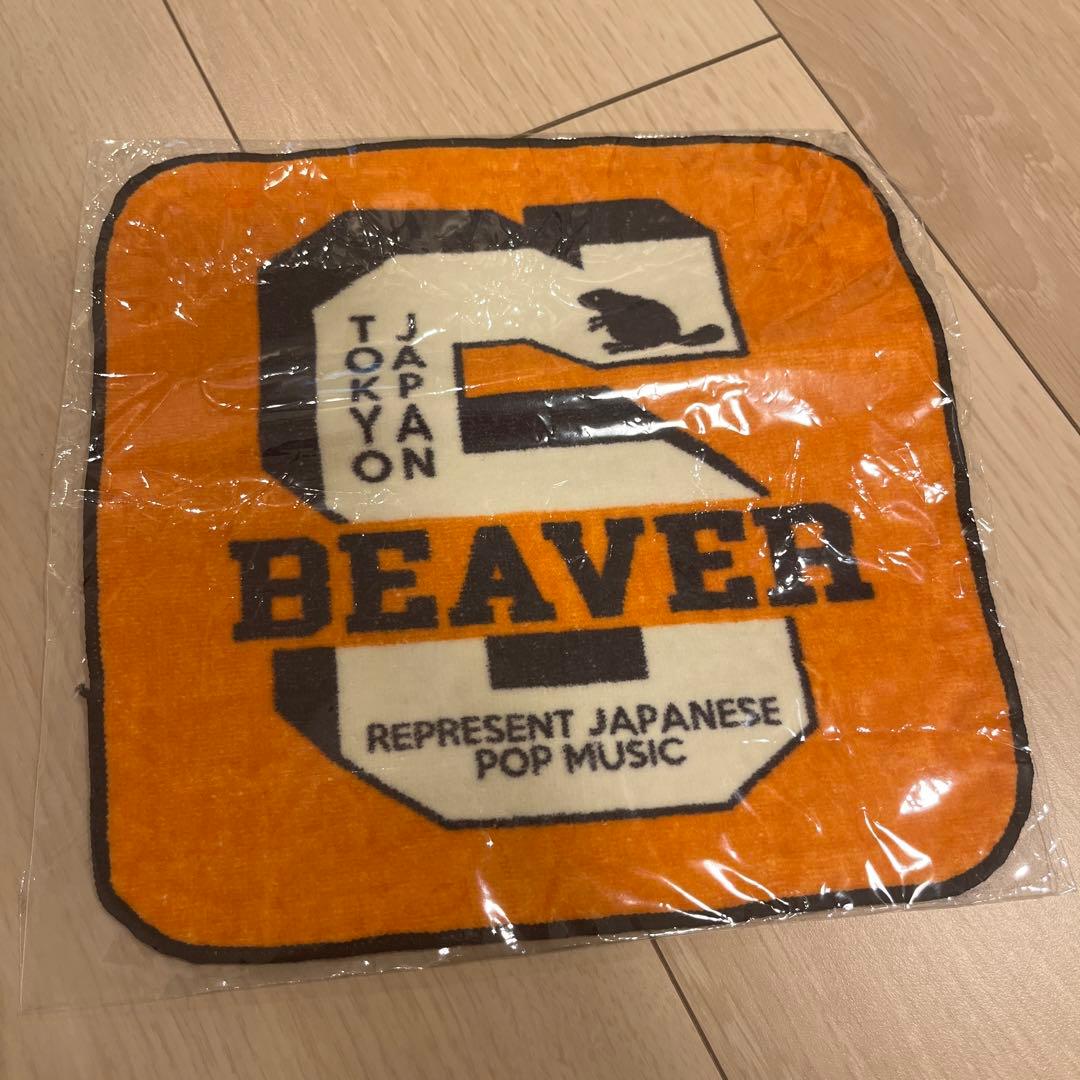 S
TOKYO
JAPAN
BEAVER
REPRESENT JAPANESE
POP MUSIC